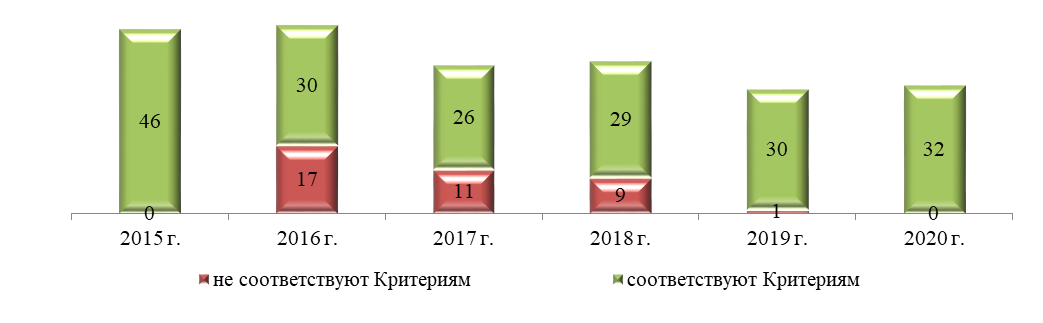 46
30
26
29
30
32
17
11
9
1
0
0
2015 г.
2016 г.
2017 г.
2018 г.
2019 г.
2020 г.
не соответствуют Критериям
соответствуют Критериям